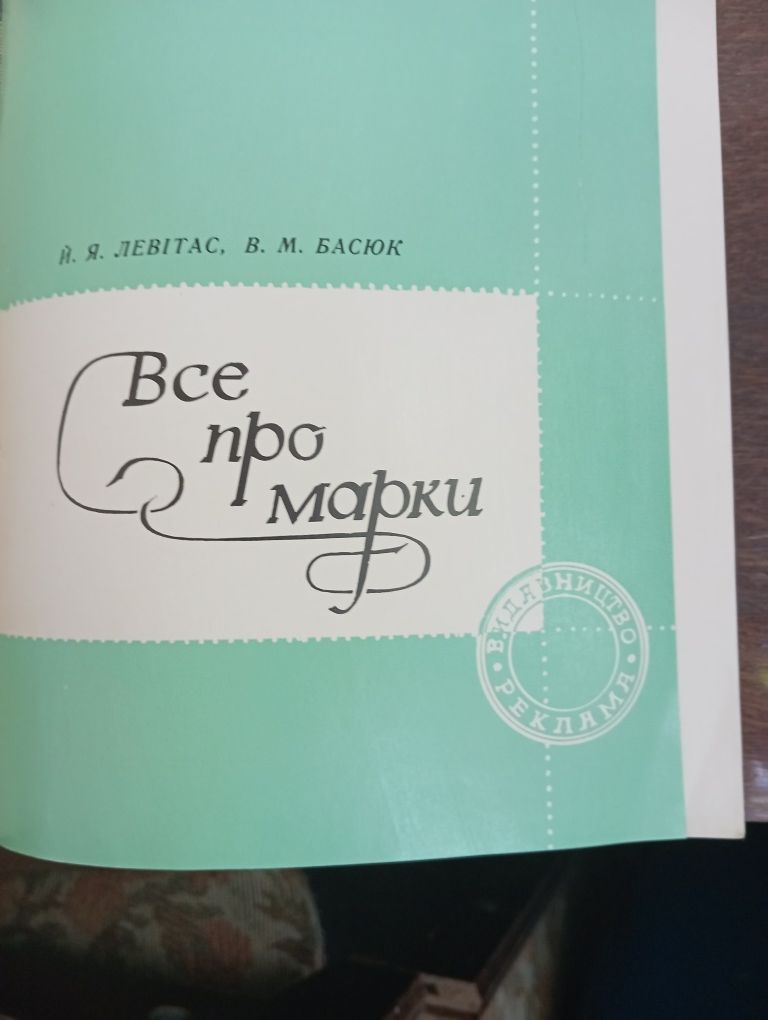 Й. Я. ЛЕВІТАС, В. М. БАСЮК
Все
про
марки
ВИДАВНИЦТВО
РЕКЛАМА